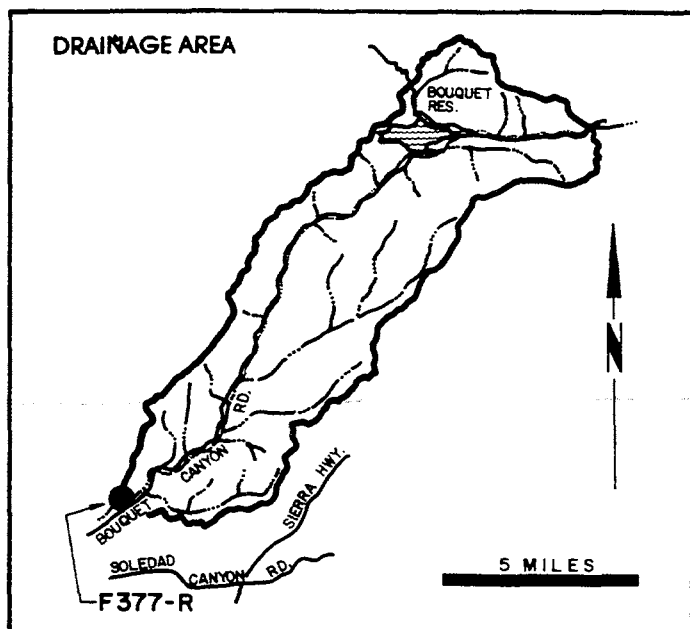 DRAINAGE AREA
BOUQUET
RES.
N
RD.
CANYON
BOUQUET
SIERRA HWY.
SOLEDAD
CANYON
RD.
5 MILES
F377-R